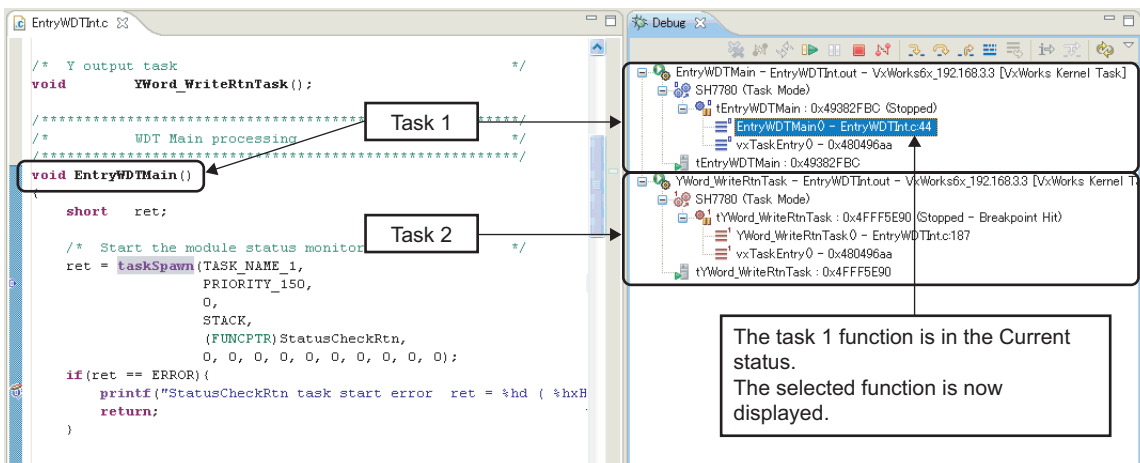 EntryWDTInt.c
/* Y output task */
void YWord_WriteRtnTask();
/*******************************************************/
/* WDT Main processing */
/*******************************************************/
void EntryWDTMain()
{
short ret;
/* Start the module status monitor */
ret = taskSpawn(TASK_NAME_1,
PRIORITY_150,
0,
STACK,
(FUNCPTR)StatusCheckRtn,
0, 0, 0, 0, 0, 0, 0, 0, 0, 0);
if(ret == ERROR){
printf("StatusCheckRtn task start error ret = %hd ( %hxH
return;
}
Task 1
Task 2
Debug
EntryWDTMain - EntryWDTInt.out - VxWorks6x_192.168.3.3 [VxWorks Kernel Task]
SH7780 (Task Mode)
tEntryWDTMain : 0x49382FBC (Stopped)
EntryWDTMain() - EntryWDTInt.c:44
vxTaskEntry() - 0x480496aa
tEntryWDTMain : 0x49382FBC
YWord_WriteRtnTask - EntryWDTInt.out - VxWorks6x_192.168.3.3 [VxWorks Kernel T
SH7780 (Task Mode)
tYWord_WriteRtnTask : 0x4FFF5E90 (Stopped - Breakpoint Hit)
YWord_WriteRtnTask() - EntryWDTInt.c:187
vxTaskEntry() - 0x480496aa
tYWord_WriteRtnTask : 0x4FFF5E90
The task 1 function is in the Current
status.
The selected function is now
displayed.